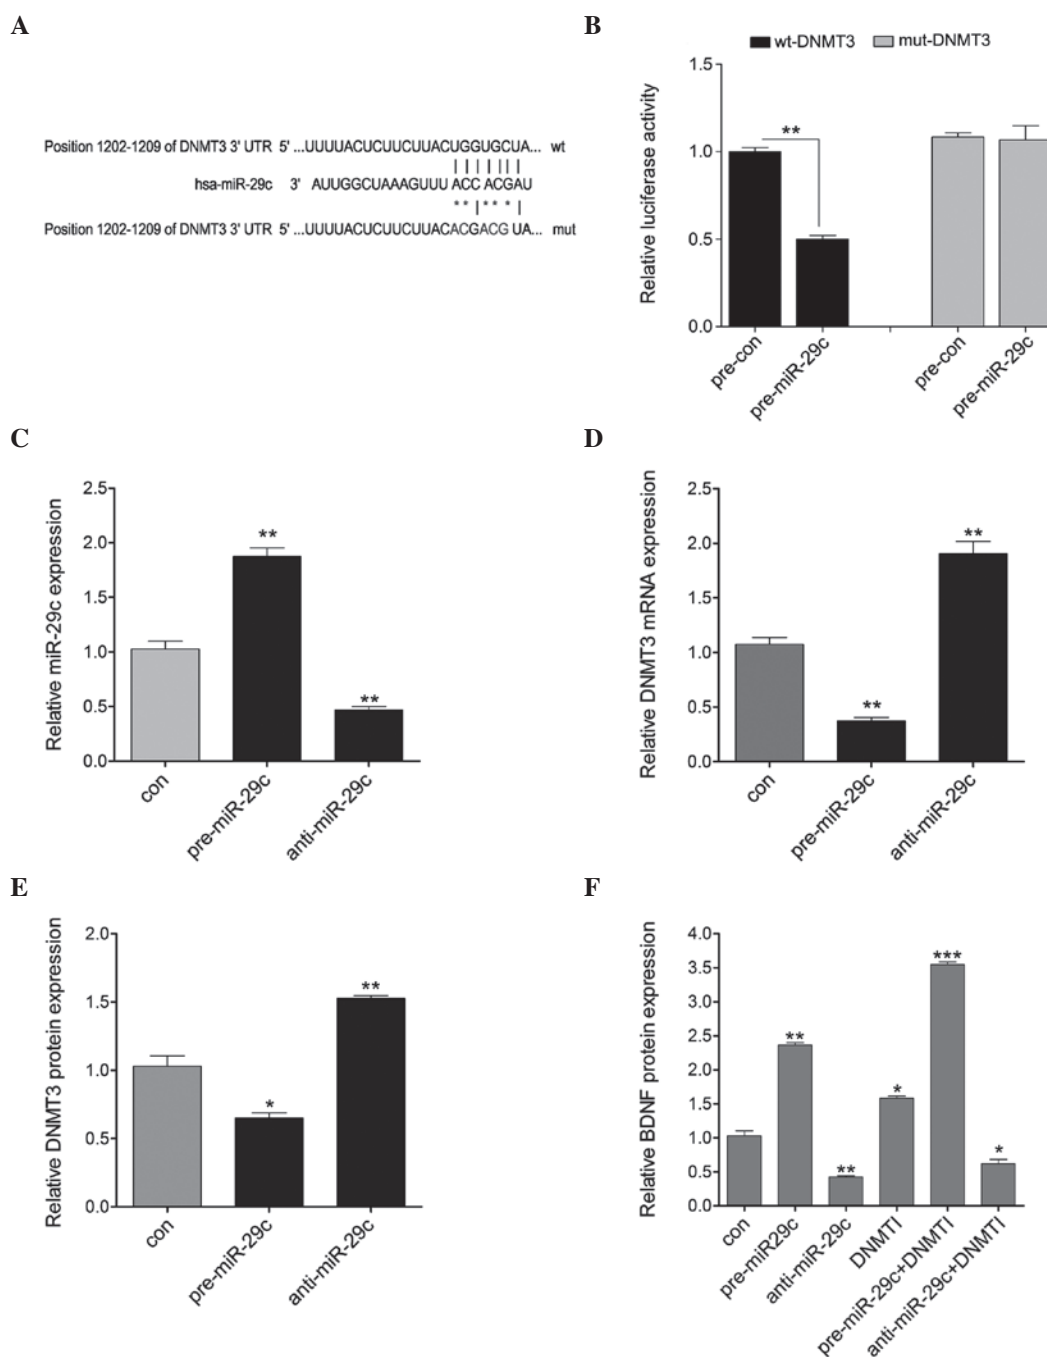 A
Position 1202-1209 of DNMT3 3' UTR 5' ...UUUUACUCUUCUUACUGGUGCUA... wt
| | | | | | |
hsa-miR-29c 3' AUUGGCUAAAGUUU ACC ACGAU
** | *** |
Position 1202-1209 of DNMT3 3' UTR 5' ...UUUUACUCUUCUUACACGACG UA... mut
B
wt-DNMT3 mut-DNMT3
Relative luciferase activity
1.5
1.0
0.5
0.0
**
pre-con
pre-miR-29c
pre-con
pre-miR-29c
C
Relative miR-29c expression
2.5
2.0
1.5
1.0
0.5
0.0
**
**
con
pre-miR-29c
anti-miR-29c
D
Relative DNMT3 mRNA expression
2.5
2.0
1.5
1.0
0.5
0.0
**
**
con
pre-miR-29c
anti-miR-29c
E
Relative DNMT3 protein expression
2.0
1.5
1.0
0.5
0.0
*
**
con
pre-miR-29c
anti-miR-29c
F
Relative BDNF protein expression
4.0
3.5
3.0
2.5
2.0
1.5
1.0
0.5
0.0
**
**
*
***
*
con
pre-miR29c
anti-miR-29c
DNMTI
pre-miR-29c+DNMTI
anti-miR-29c+DNMTI